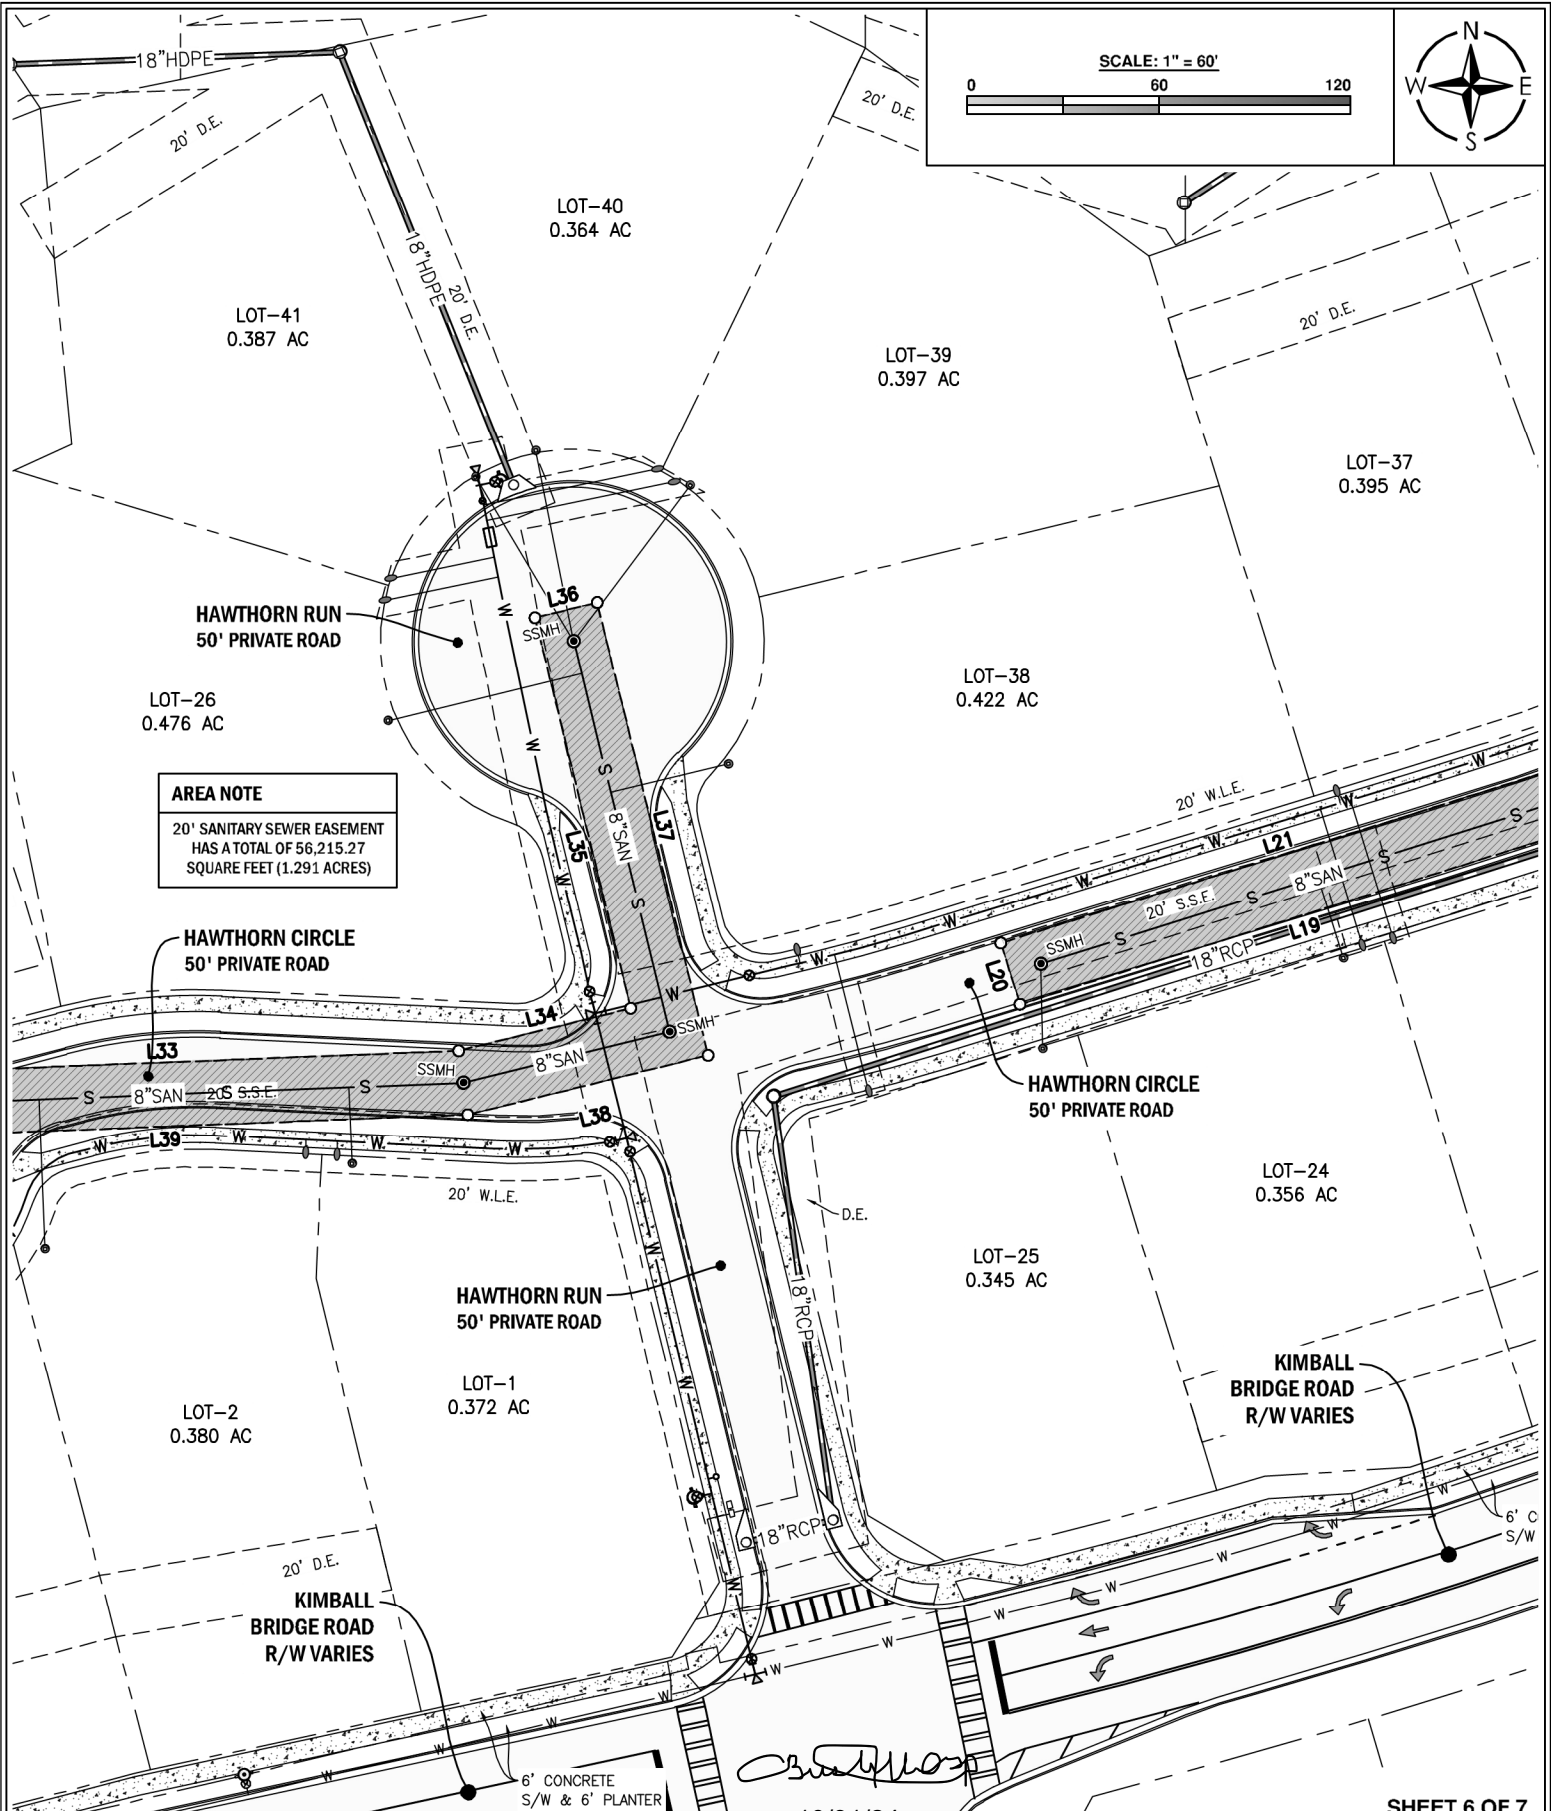 SCALE: 1" = 60'
0 60 120
N
W E
S
18"HDPE
20' D.E.
20' D.E.
LOT-40
0.364 AC
18"HDPE
20' D.E.
LOT-41
0.387 AC
20' D.E.
LOT-39
0.397 AC
LOT-37
0.395 AC
L36
SSMH
HAWTHORN RUN
50' PRIVATE ROAD
W
LOT-26
0.476 AC
LOT-38
0.422 AC
W
W
S
AREA NOTE
20' SANITARY SEWER EASEMENT
HAS A TOTAL OF 56,215.27
SQUARE FEET (1.291 ACRES)
20' W.L.E.
W
L35
8"SAN
L37
W
L21
S
S
W
W
8"SAN
S
20' S.S.E.
S
W
L19
HAWTHORN CIRCLE
50' PRIVATE ROAD
S
SSMH
18"RCP
W
L20
W
L34
SSMH
L33
SSMH
8"SAN
S
8"SAN
20' S.S.E.
S
S
HAWTHORN CIRCLE
50' PRIVATE ROAD
L38
W
L39
W
W
W
20' W.L.E.
D.E.
LOT-24
0.356 AC
W
LOT-25
0.345 AC
HAWTHORN RUN
50' PRIVATE ROAD
18"RCP
KIMBALL
BRIDGE ROAD
R/W VARIES
LOT-1
0.372 AC
W
LOT-2
0.380 AC
W
6' C
S/W
18"RCP
W
W
20' D.E.
W
W
KIMBALL
BRIDGE ROAD
R/W VARIES
W
W
W
W
W
W
W
6' CONCRETE
S/W & 6' PLANTER
SHEET 6 OF 7